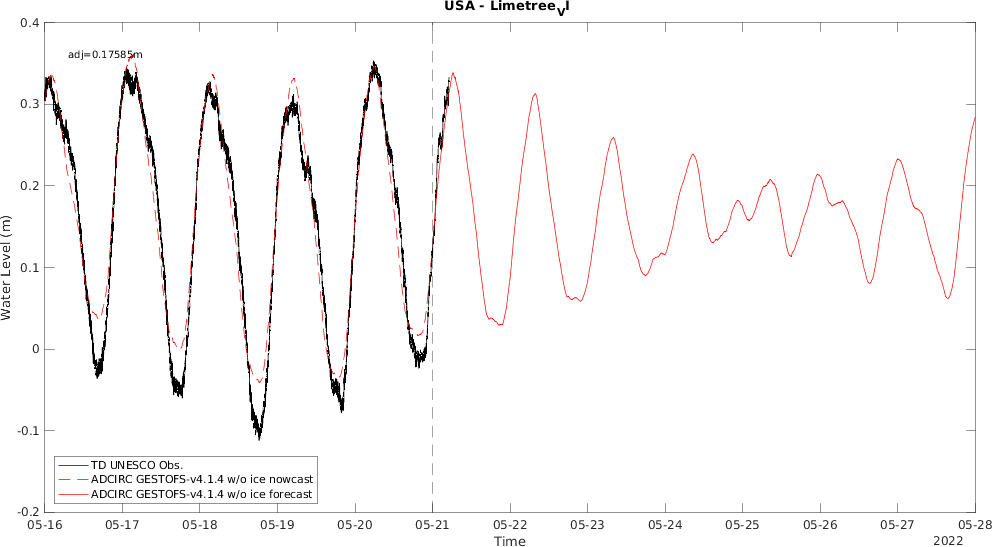 USA - LimetreeVI
adj=0.17585m
0.4
0.3
0.2
0.1
0
-0.1
-0.2
Water Level (m)
TD UNESCO Obs.
ADCIRC GESTOFS-v4.1.4 w/o ice nowcast
ADCIRC GESTOFS-v4.1.4 w/o ice forecast
05-16 05-17 05-18 05-19 05-20 05-21 05-22 05-23 05-24 05-25 05-26 05-27 05-28
Time
2022